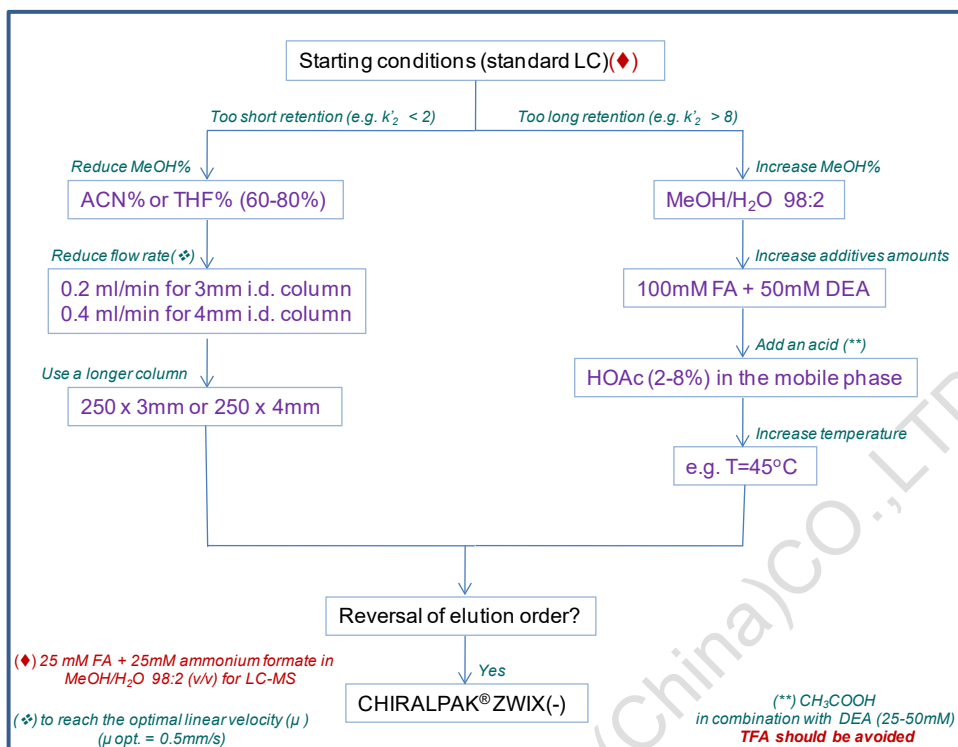 Starting conditions (standard LC)(♦)
Too short retention (e.g. k'₂ < 2)
Too long retention (e.g. k'₂ > 8)
Reduce MeOH%
ACN% or THF% (60-80%)
Reduce flow rate(❖)
0.2 ml/min for 3mm i.d. column
0.4 ml/min for 4mm i.d. column
Use a longer column
250 x 3mm or 250 x 4mm
Increase MeOH%
MeOH/H₂O 98:2
Increase additives amounts
100mM FA + 50mM DEA
Add an acid (**)
HOAc (2-8%) in the mobile phase
Increase temperature
e.g. T=45°C
Reversal of elution order?
Yes
CHIRALPAK® ZWIX(-)
(♦) 25 mM FA + 25mM ammonium formate in
MeOH/H₂O 98:2 (v/v) for LC-MS
(❖) to reach the optimal linear velocity (μ )
(μ opt. = 0.5mm/s)
(**) CH₃COOH
in combination with DEA (25-50mM)
TFA should be avoided
(China)CO.,LTD